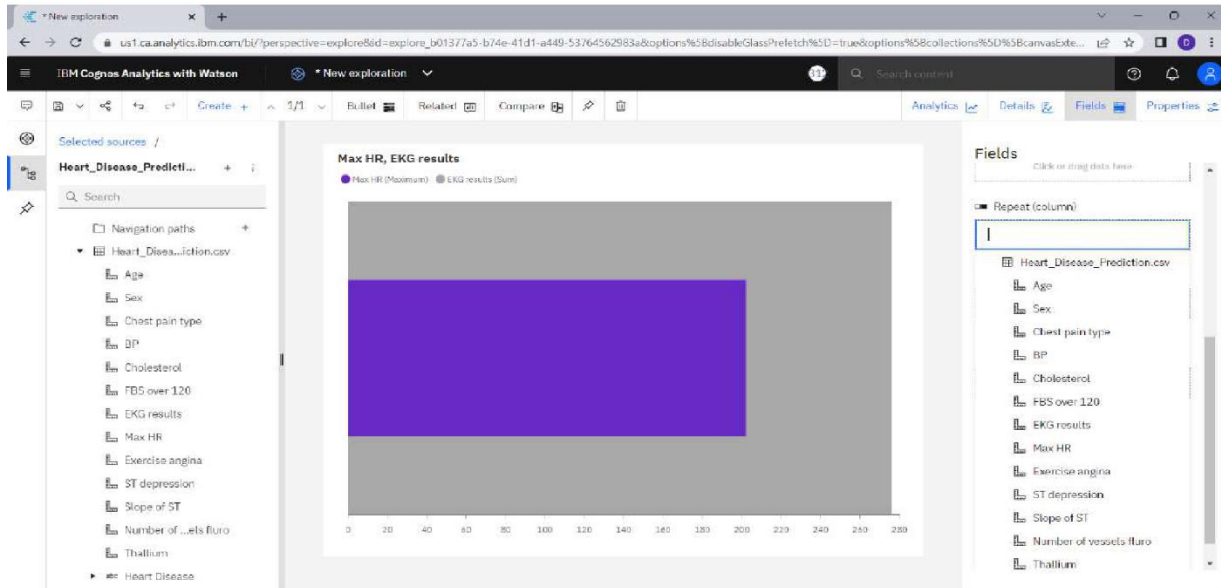 * New exploration
us1.ca.analytics.ibm.com/bi/?perspective=explore&id=explore_b01377a5-b74e-41d1-a449-53764562983a&options%5BdisableGlassPrefetch%5D=true&options%5Bcollections%5D%5BcanvasExte...
IBM Cognos Analytics with Watson
* New exploration
Search content
Create +
1/1
Bullet
Related
Compare
Analytics
Details
Fields
Properties
Selected sources /
Heart_Disease_Predicti...
Search
Navigation paths
Heart_Disea...iction.csv
Age
Sex
Chest pain type
BP
Cholesterol
FBS over 120
EKG results
Max HR
Exercise angina
ST depression
Slope of ST
Number of ...els fluro
Thallium
abc Heart Disease
Max HR, EKG results
Max HR (Maximum) EKG results (Sum)
0 20 40 60 80 100 120 140 160 180 200 220 240 260 280
Fields
Click or drag data here
Repeat (column)
Heart_Disease_Prediction.csv
Age
Sex
Chest pain type
BP
Cholesterol
FBS over 120
EKG results
Max HR
Exercise angina
ST depression
Slope of ST
Number of vessels fluro
Thallium